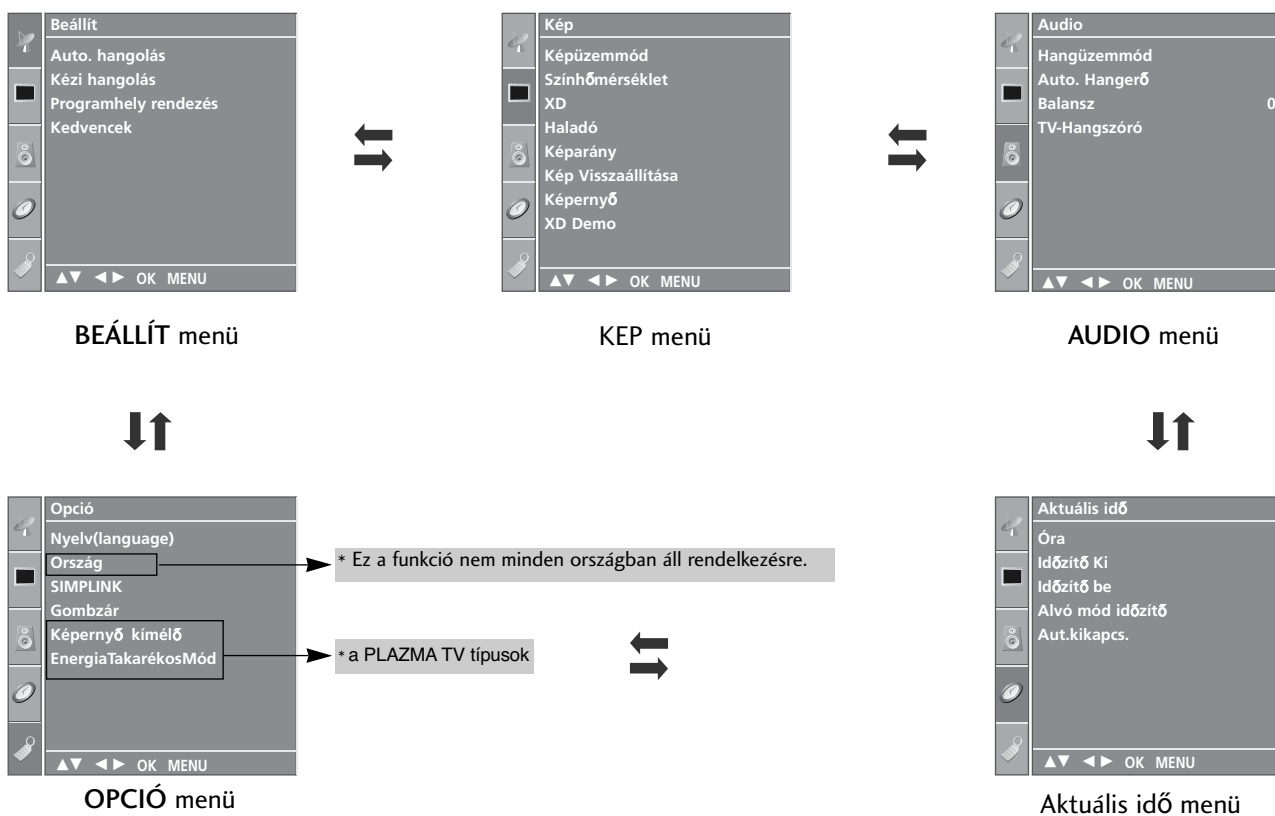 Beállít
Auto. hangolás
Kézi hangolás
Programhely rendezés
Kedvencek
▲▼ ◄► OK MENU
BEÁLLÍT menü
Kép
Képüzemmód
Színhőmérséklet
XD
Haladó
Képarány
Kép Visszaállítása
Képernyő
XD Demo
▲▼ ◄► OK MENU
KEP menü
Audio
Hangüzemmód
Auto. Hangerő
Balansz 0
TV-Hangszóró
▲▼ ◄► OK MENU
AUDIO menü
Opció
Nyelv(language)
Ország
SIMPLINK
Gombzár
Képernyő kímélő
EnergiaTakarékosMód
▲▼ ◄► OK MENU
OPCIÓ menü
* Ez a funkció nem minden országban áll rendelkezésre.
* a PLAZMA TV típusok
Aktuális idő
Óra
Időzítő Ki
Időzítő be
Alvó mód időzítő
Aut.kikapcs.
▲▼ ◄► OK MENU
Aktuális idő menü